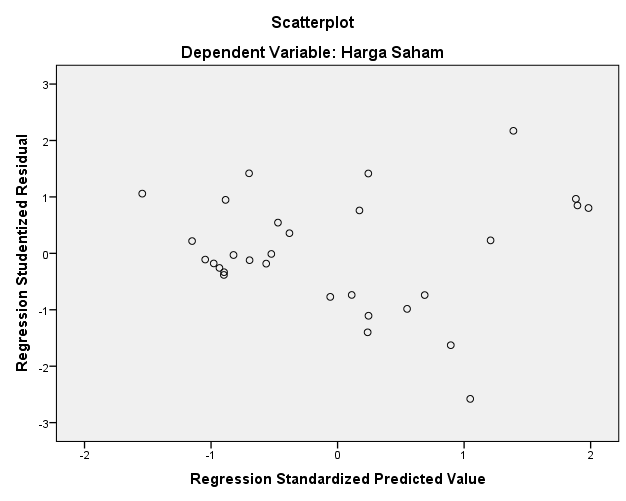 Scatterplot
Dependent Variable: Harga Saham
Regression Studentized Residual
3
2
1
0
-1
-2
-3
-2 -1 0 1 2
Regression Standardized Predicted Value